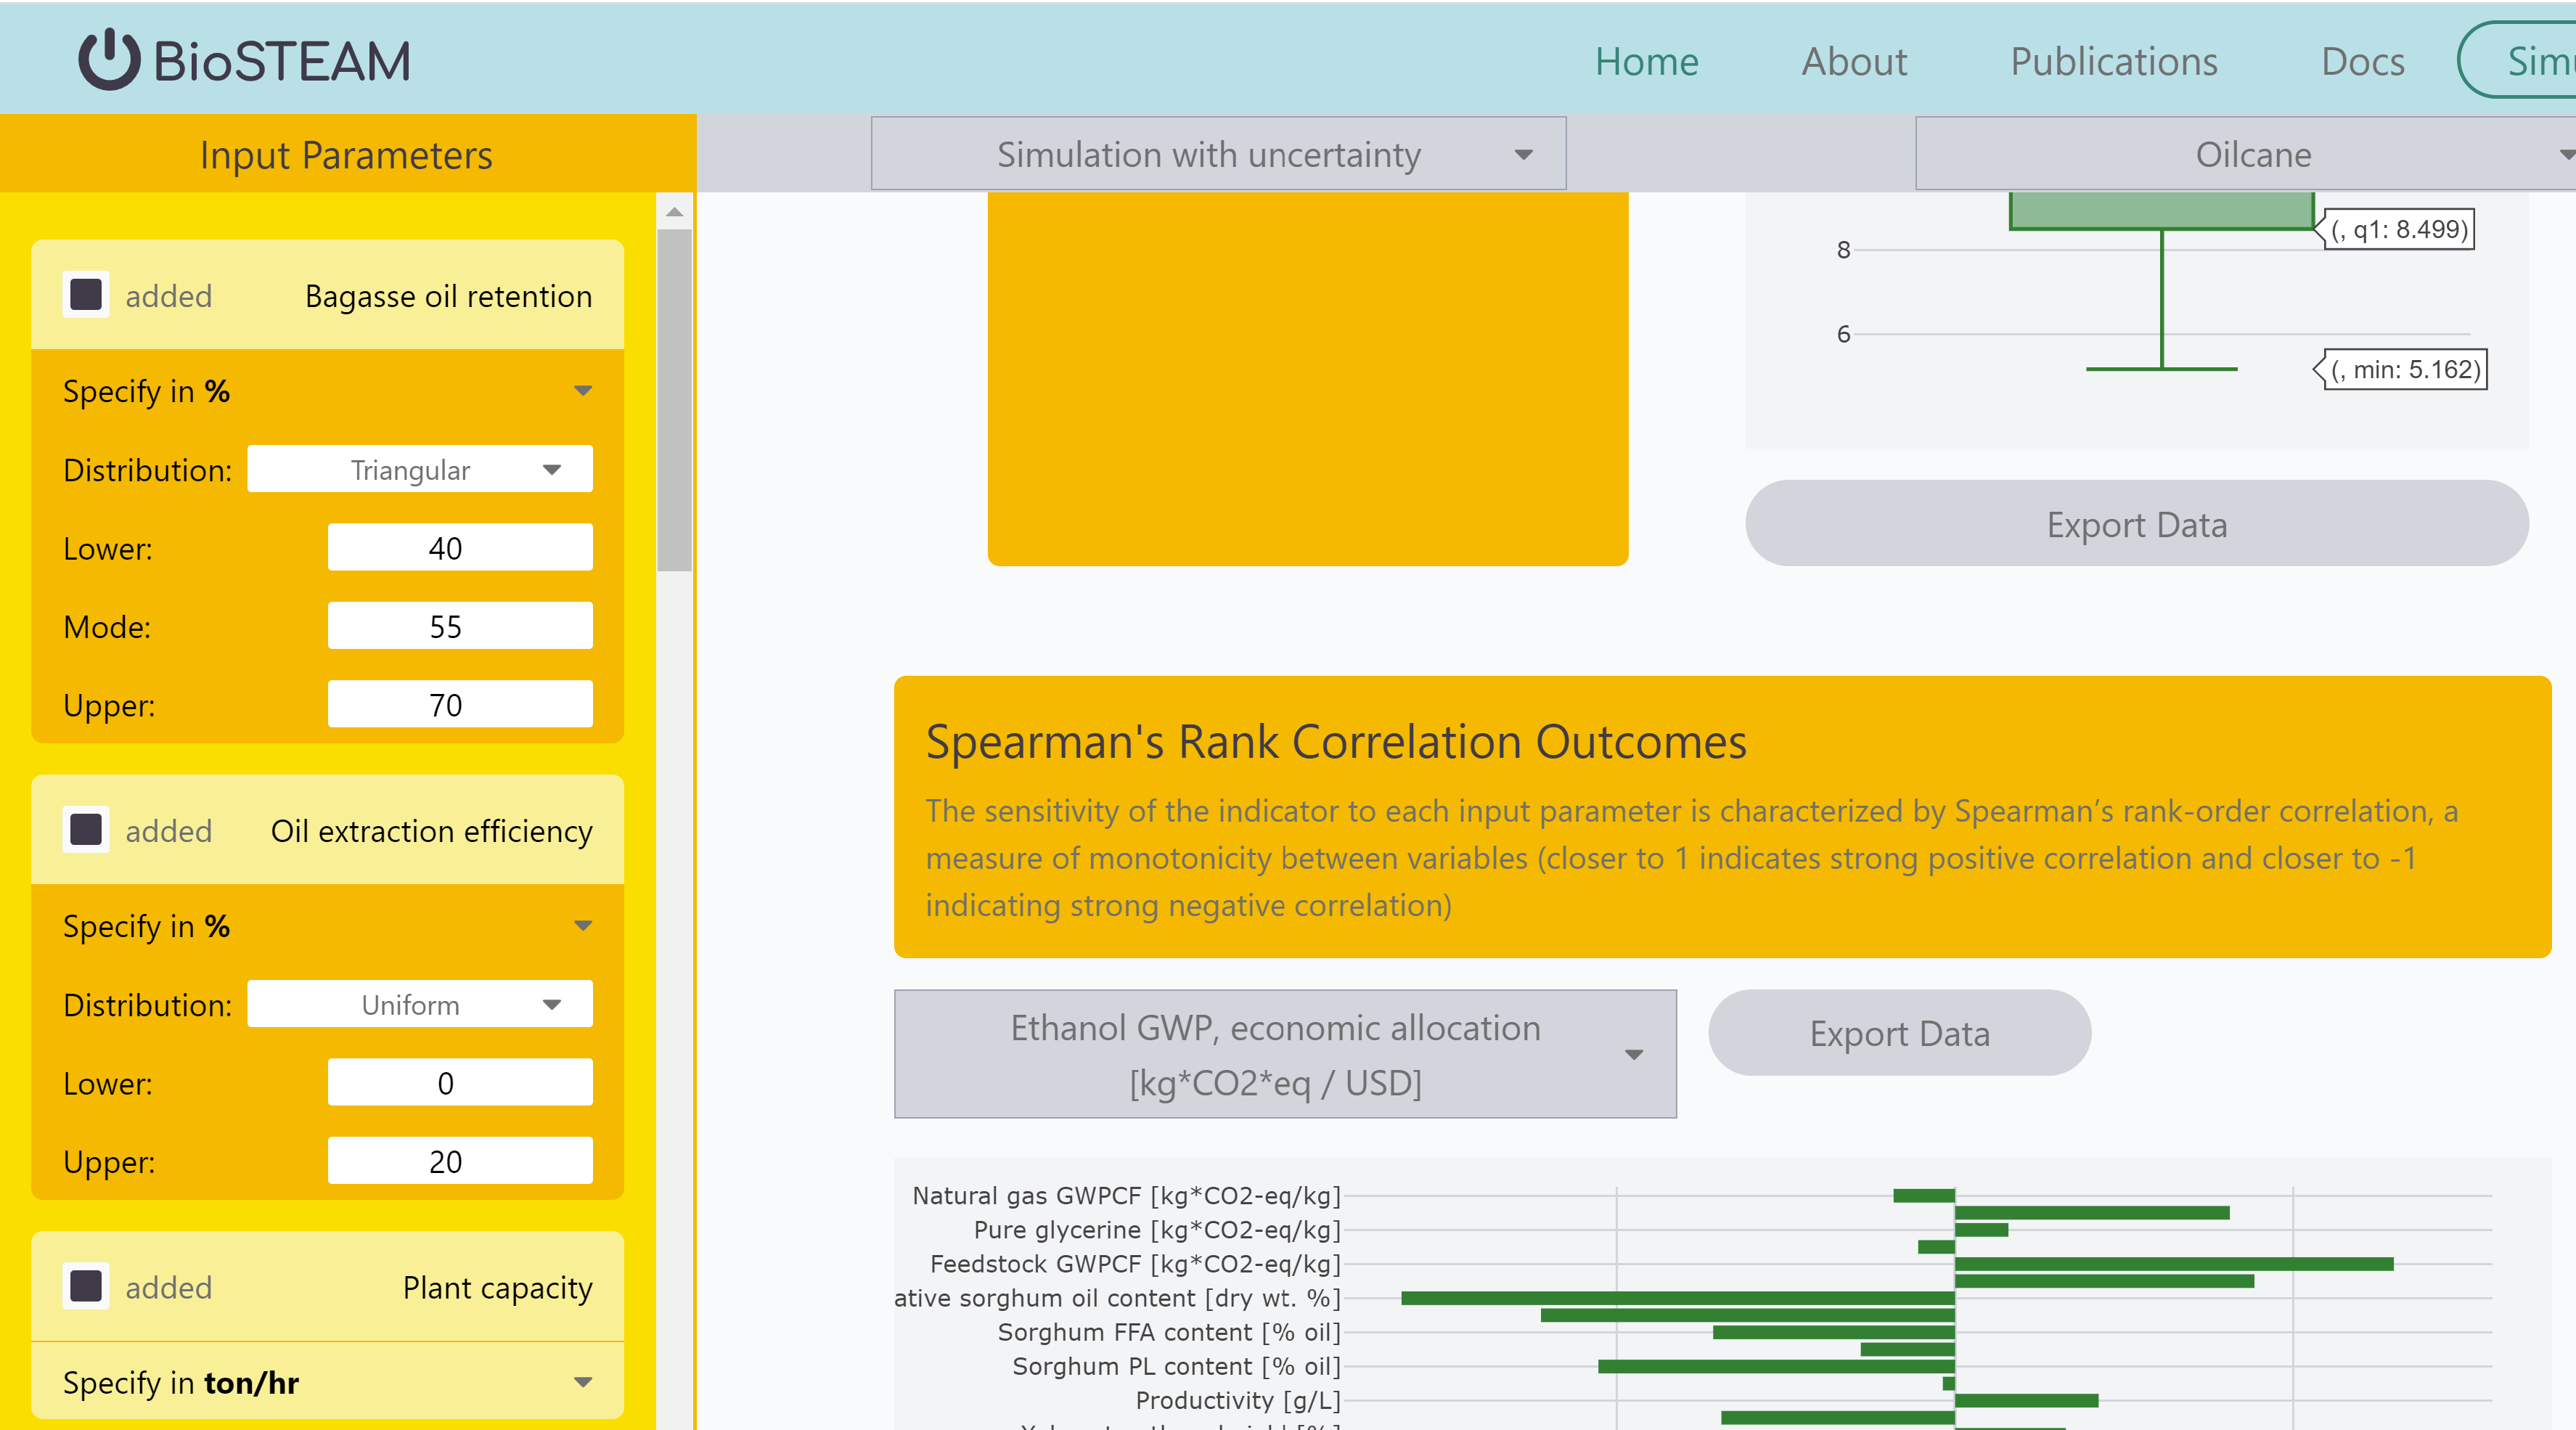 BioSTEAM
Home
About
Publications
Docs
Input Parameters
Simulation with uncertainty
Oilcane
added
Bagasse oil retention
Specify in %
Distribution:
Triangular
Lower:
40
Mode:
55
Upper:
70
added
Oil extraction efficiency
Specify in %
Distribution:
Uniform
Lower:
0
Upper:
20
added
Plant capacity
Specify in ton/hr
8
6
(, q1: 8.499)
(, min: 5.162)
Export Data
Spearman's Rank Correlation Outcomes
The sensitivity of the indicator to each input parameter is characterized by Spearman’s rank-order correlation, a
measure of monotonicity between variables (closer to 1 indicates strong positive correlation and closer to -1
indicating strong negative correlation)
Ethanol GWP, economic allocation
[kg*CO2*eq / USD]
Export Data
Natural gas GWPCF [kg*CO2-eq/kg]
Pure glycerine [kg*CO2-eq/kg]
Feedstock GWPCF [kg*CO2-eq/kg]
ative sorghum oil content [dry wt. %]
Sorghum FFA content [% oil]
Sorghum PL content [% oil]
Productivity [g/L]